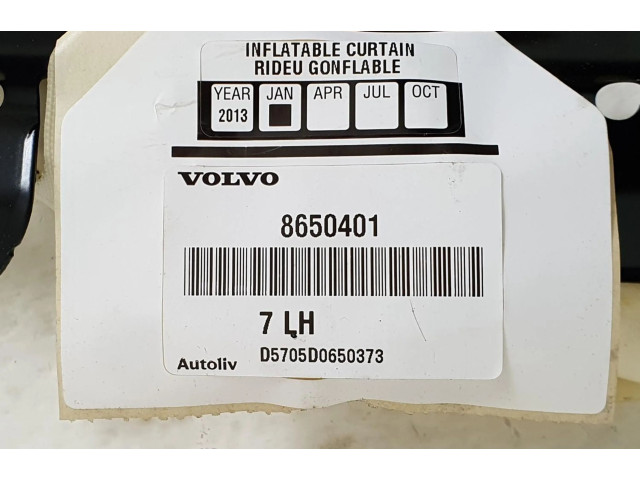 INFLATABLE CURTAIN
RIDEU GONFLABLE
YEAR JAN APR JUL OCT
2013
VOLVO
8650401
7 LH
Autoliv D5705D0650373